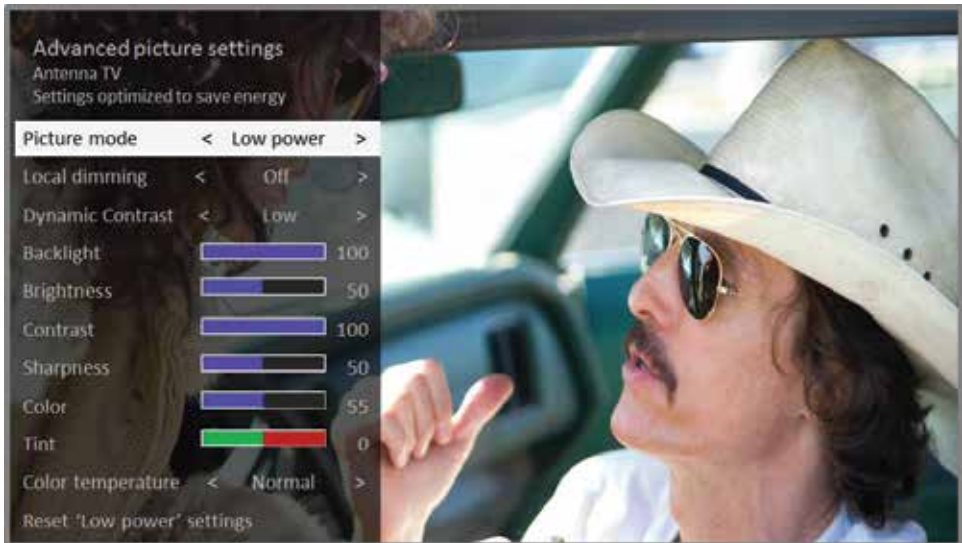 Advanced picture settings
Antenna TV
Settings optimized to save energy
Picture mode < Low power >
Local dimming < Off >
Dynamic Contrast < Low >
Backlight 100
Brightness 50
Contrast 100
Sharpness 50
Color 55
Tint 0
Color temperature < Normal >
Reset 'Low power' settings